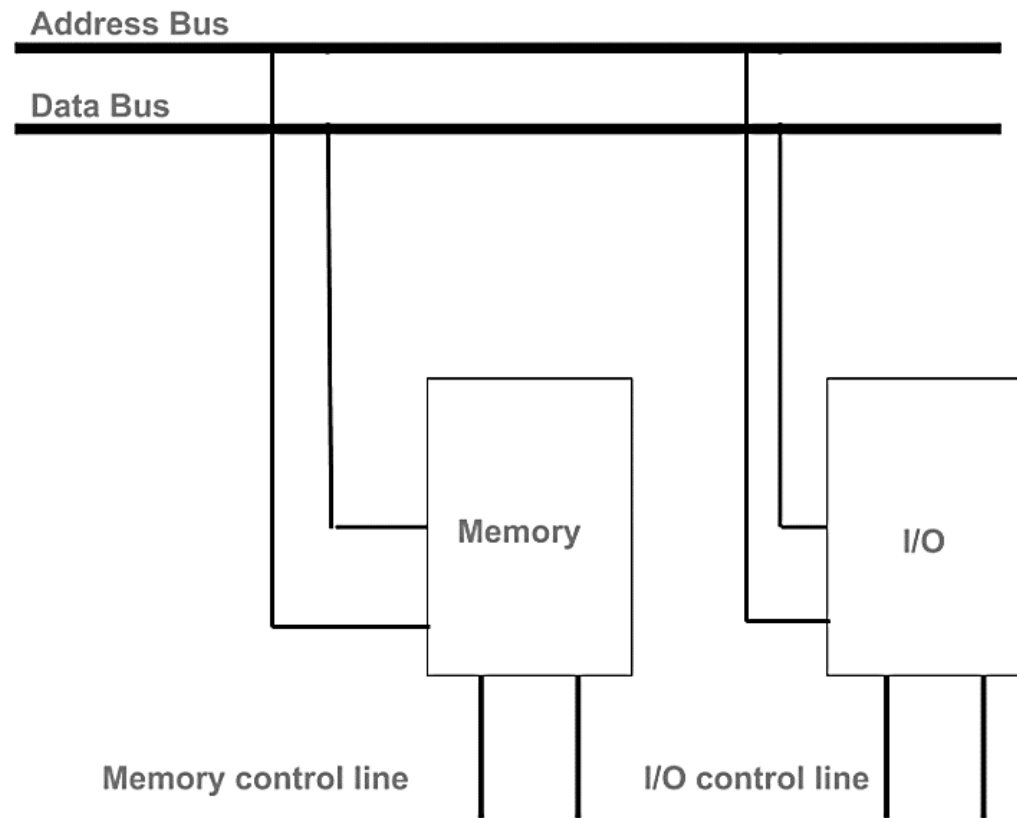 Address Bus
Data Bus
Memory
I/O
Memory control line
I/O control line